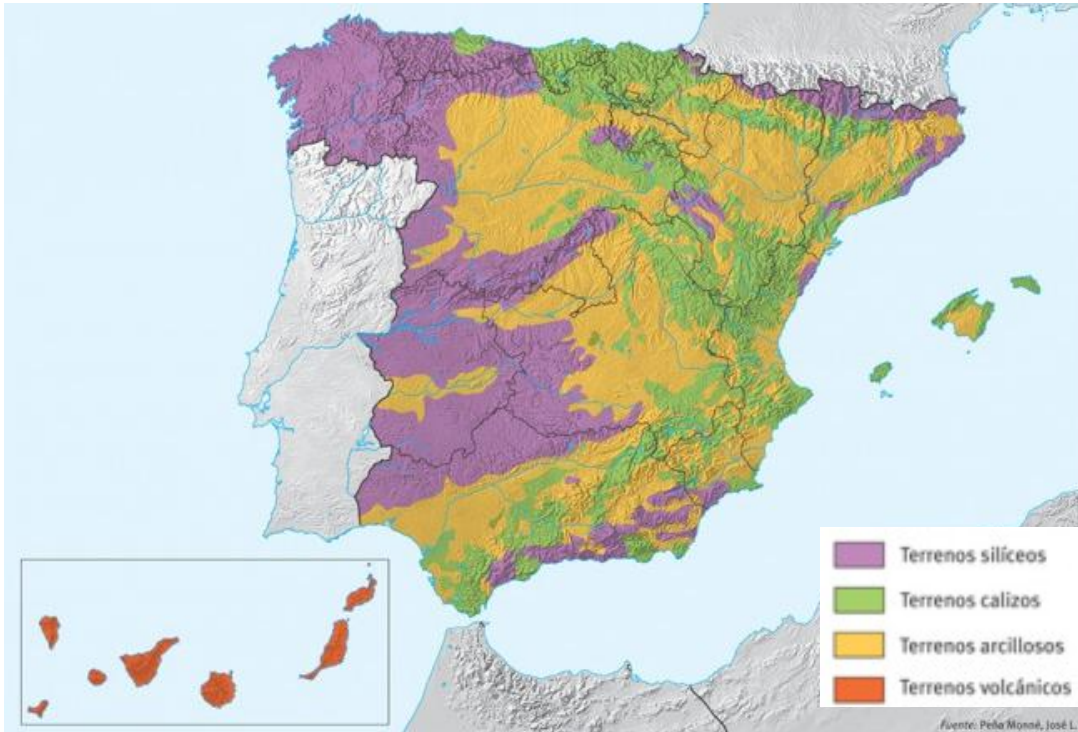 Terrenos silíceos
Terrenos calizos
Terrenos arcillosos
Terrenos volcánicos
Fuente: Peña Monné, José L.